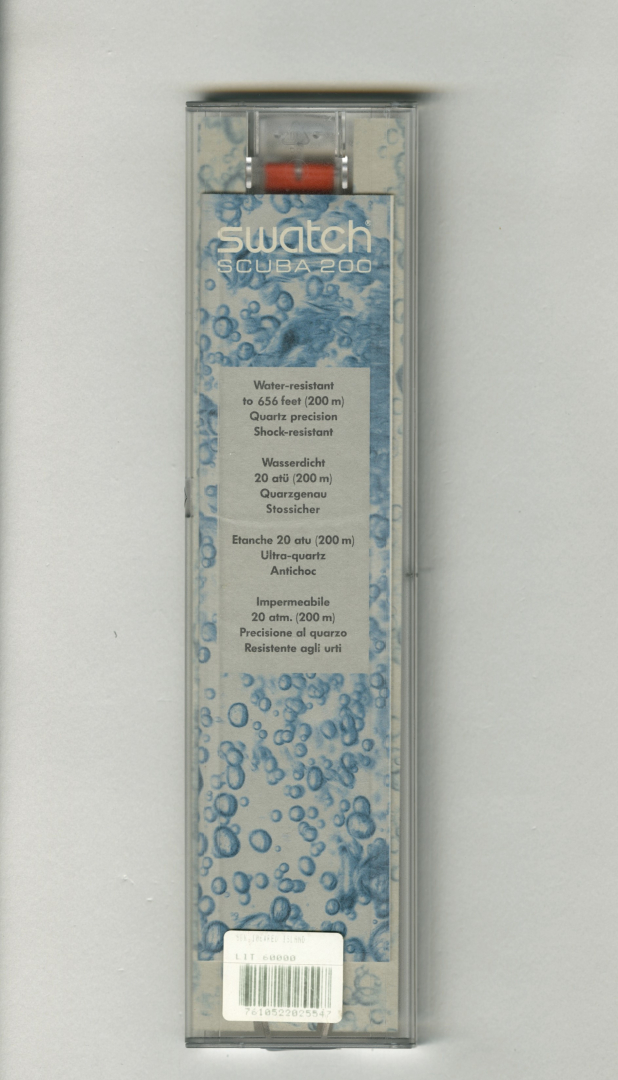 swatch®
SCUBA 200
Water-resistant
to 656 feet (200 m)
Quartz precision
Shock-resistant
Wasserdicht
20 atü (200 m)
Quarzgenau
Stossicher
Etanche 20 atu (200 m)
Ultra-quartz
Antichoc
Impermeabile
20 atm. (200 m)
Precisione al quarzo
Resistente agli urti
LIT 60000